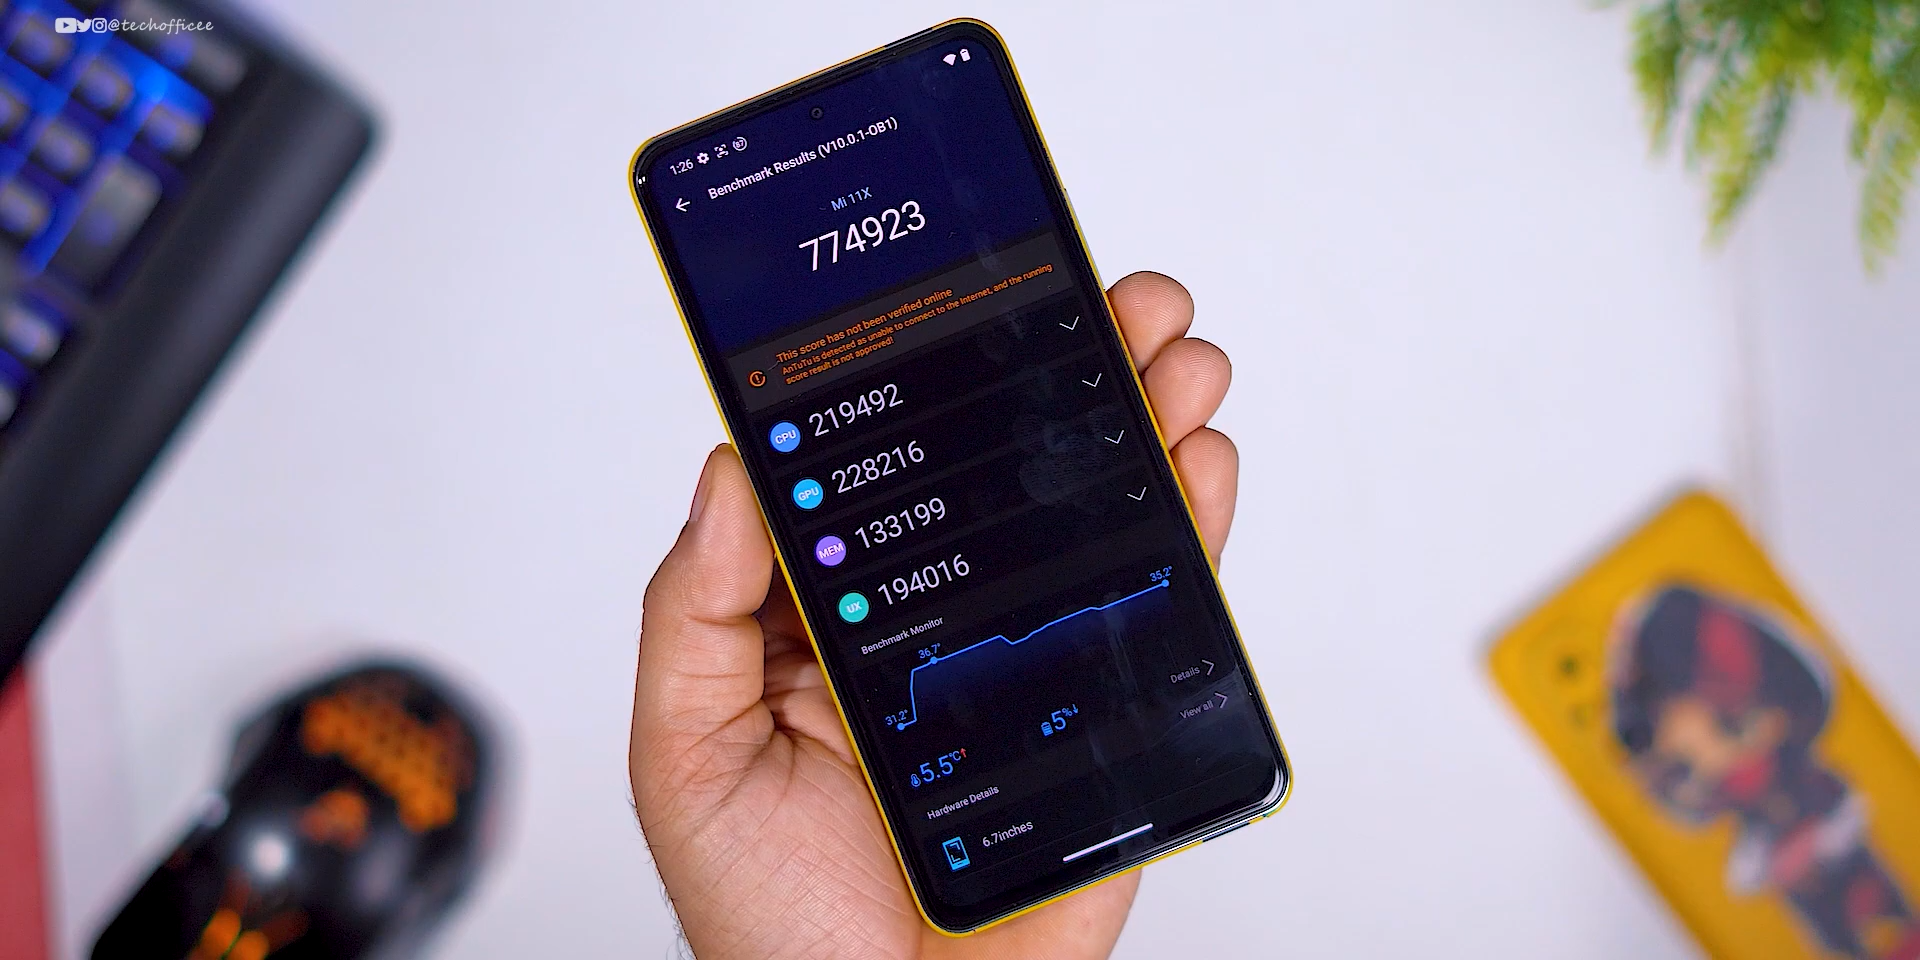 @techofficee
1:26 87
Benchmark Results (V10.0.1-OB1)
Mi 11X
774923
This score has not been verified online
AnTuTu is detected as unable to connect to the Internet, and the running
score result is not approved!
CPU 219492
GPU 228216
MEM 133199
UX 194016
Benchmark Monitor
31.2°
36.7°
35.2°
Details
5.5°C↑
5%↓
View all
Hardware Details
6.7inches